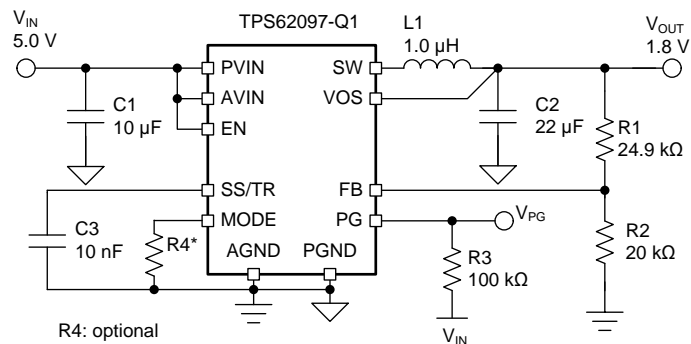 VIN
5.0 V
TPS62097-Q1
L1
1.0 µH
VOUT
1.8 V
PVIN
SW
AVIN
VOS
C1
10 µF
EN
C2
22 µF
R1
24.9 kΩ
SS/TR
FB
C3
10 nF
MODE
PG
VPG
R4*
AGND
PGND
R3
100 kΩ
R2
20 kΩ
R4: optional
VIN